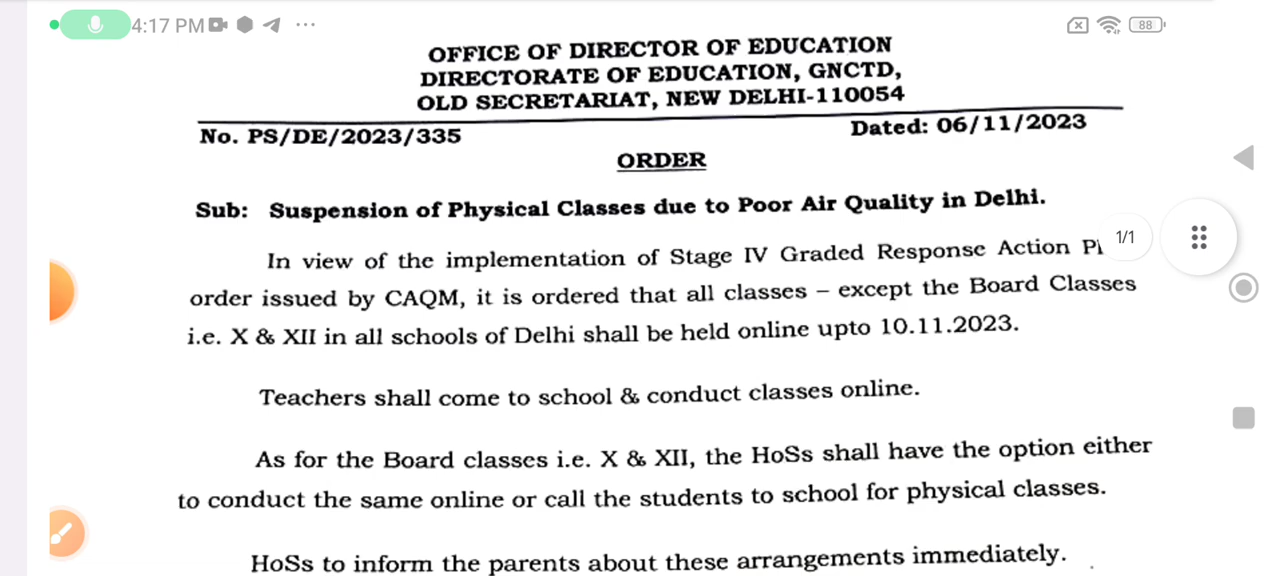 4:17 PM
88
OFFICE OF DIRECTOR OF EDUCATION
DIRECTORATE OF EDUCATION, GNCTD,
OLD SECRETARIAT, NEW DELHI-110054
No. PS/DE/2023/335 Dated: 06/11/2023
ORDER
Sub: Suspension of Physical Classes due to Poor Air Quality in Delhi.
1/1
In view of the implementation of Stage IV Graded Response Action
order issued by CAQM, it is ordered that all classes – except the Board Classes
i.e. X & XII in all schools of Delhi shall be held online upto 10.11.2023.
Teachers shall come to school & conduct classes online.
As for the Board classes i.e. X & XII, the HoSs shall have the option either
to conduct the same online or call the students to school for physical classes.
HoSs to inform the parents about these arrangements immediately.